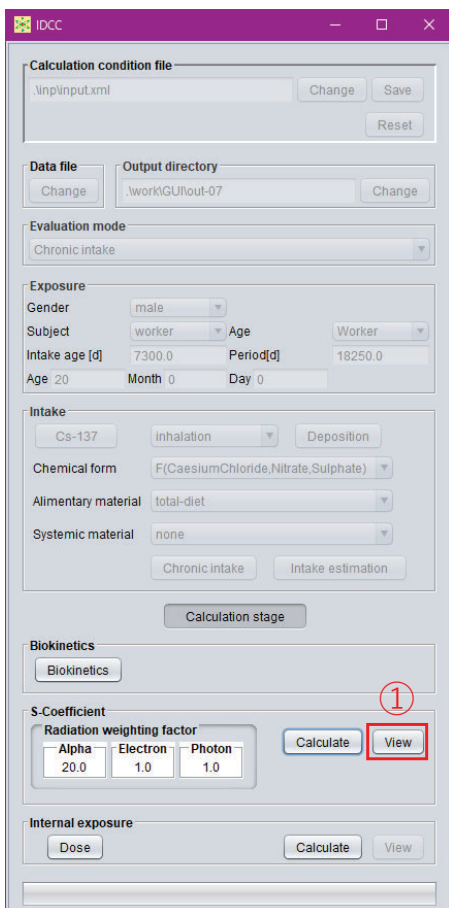 IDCC
Calculation condition file
.\inp\input.xml Change Save
Reset
Data file Output directory
Change .\work\GUI\out-07 Change
Evaluation mode
Chronic intake
Exposure
Gender male
Subject worker Age Worker
Intake age [d] 7300.0 Period[d] 18250.0
Age 20 Month 0 Day 0
Intake
Cs-137 inhalation Deposition
Chemical form F(CaesiumChloride,Nitrate,Sulphate)
Alimentary material total-diet
Systemic material none
Chronic intake Intake estimation
Calculation stage
Biokinetics
Biokinetics
①
S-Coefficient
Radiation weighting factor
Alpha Electron Photon
20.0 1.0 1.0
Calculate View
Internal exposure
Dose Calculate View